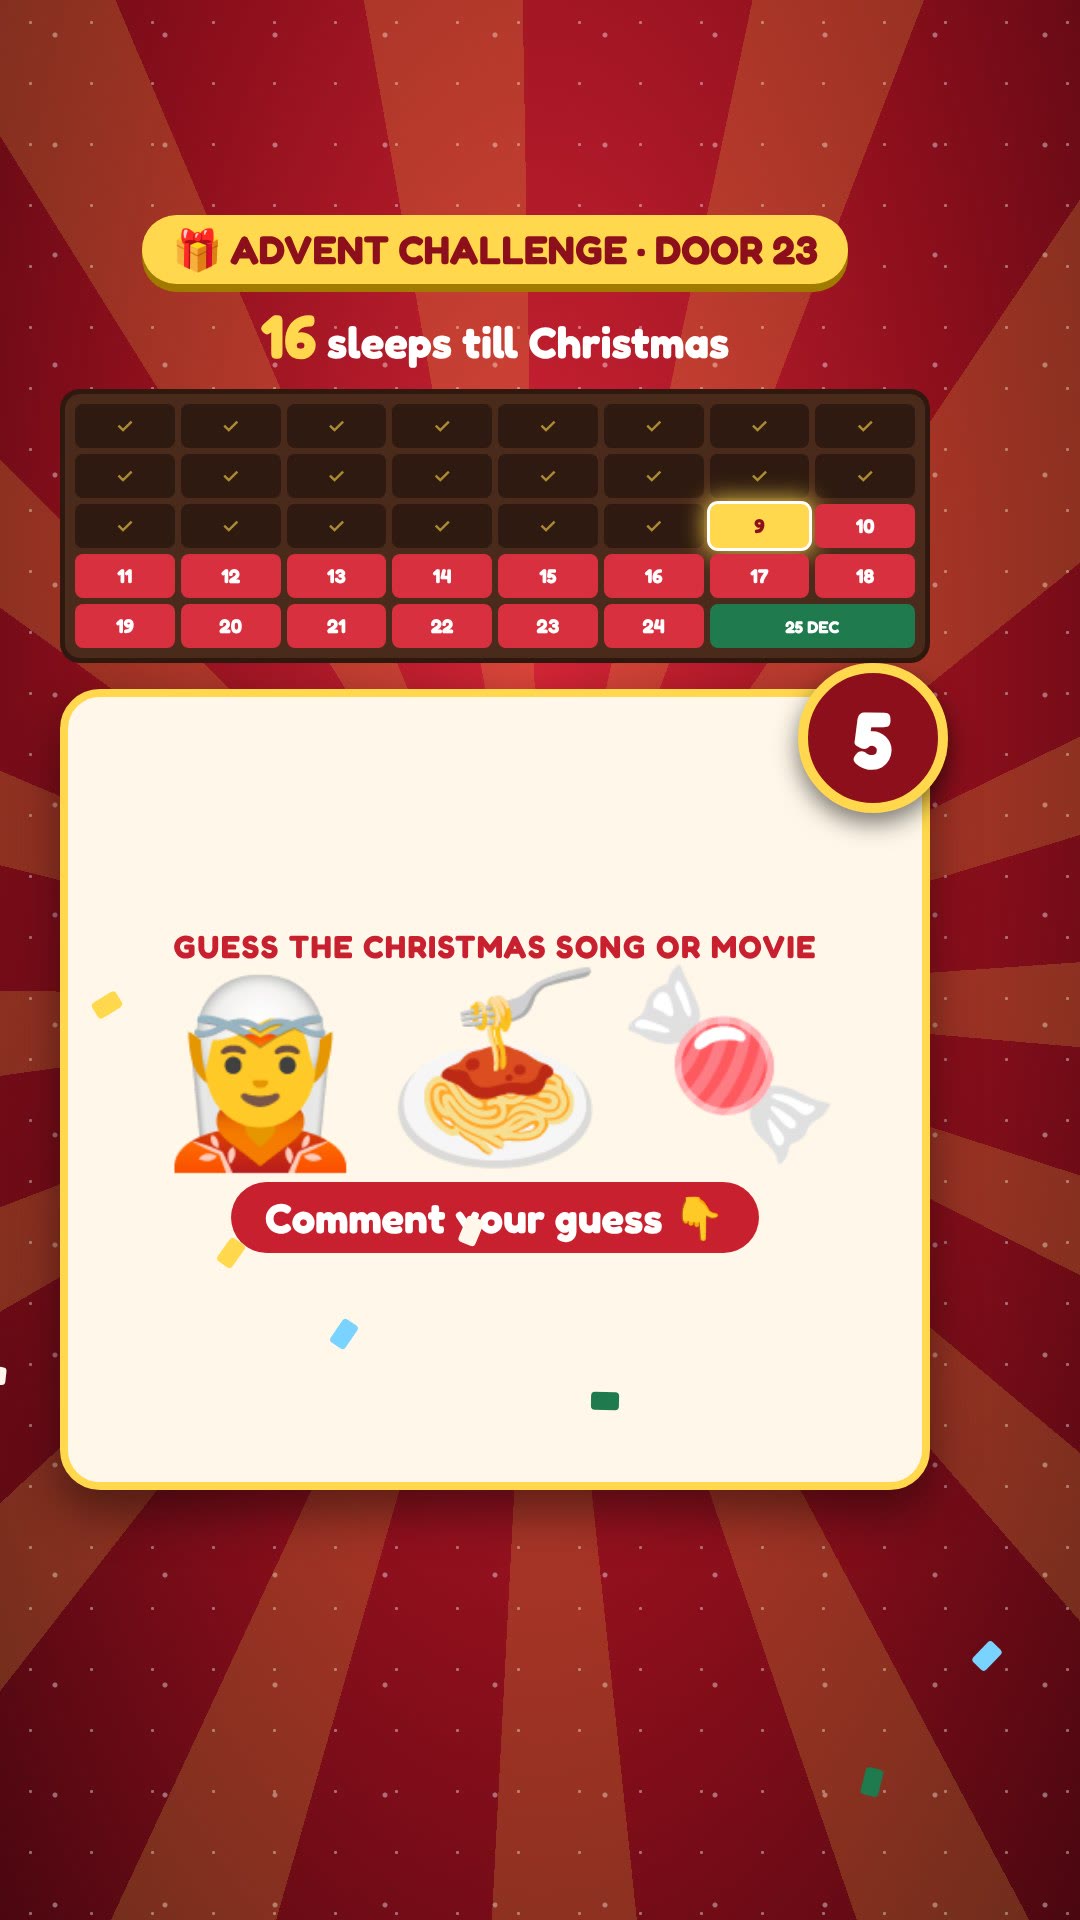 ADVENT CHALLENGE · DOOR 23
16 sleeps till Christmas
9 10
11 12 13 14 15 16 17 18
19 20 21 22 23 24 25 DEC
5
GUESS THE CHRISTMAS SONG OR MOVIE
Comment your guess